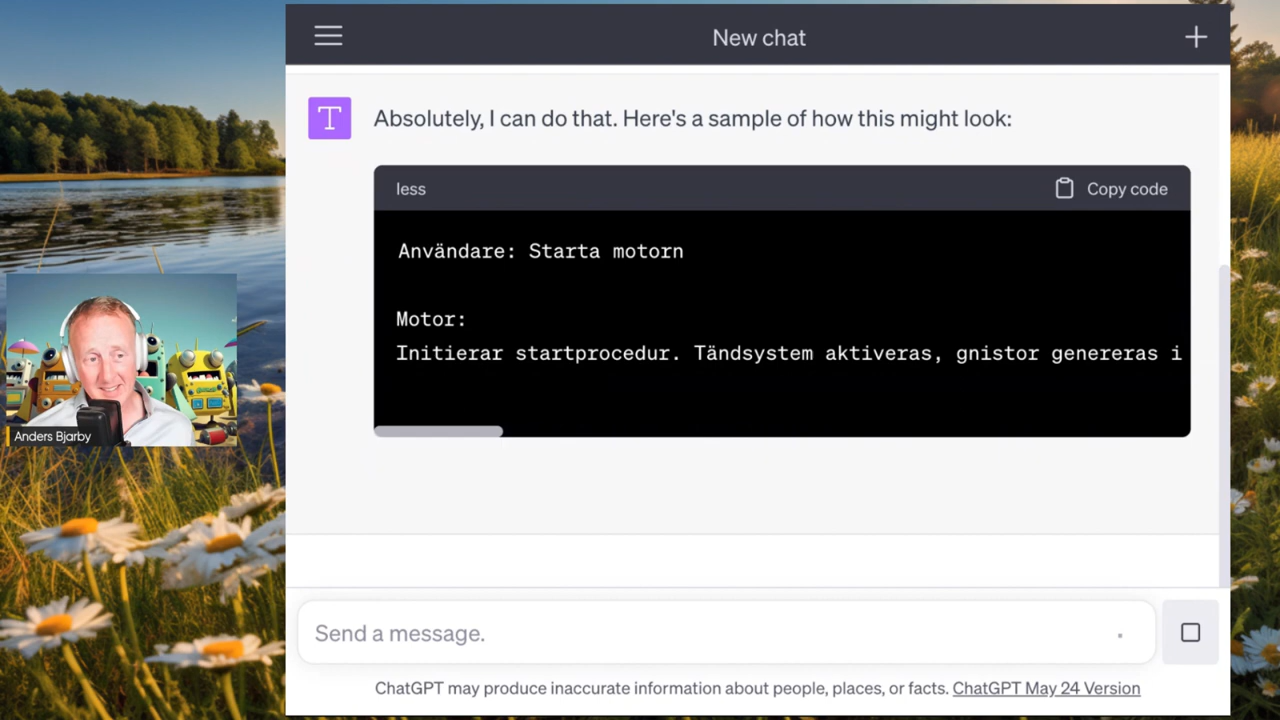 New chat
T
Absolutely, I can do that. Here's a sample of how this might look:
less
Copy code
Användare: Starta motorn
Motor:
Initierar startprocedur. Tändsystem aktiveras, gnistor genereras i
Anders Bjarby
Send a message.
ChatGPT may produce inaccurate information about people, places, or facts. ChatGPT May 24 Version